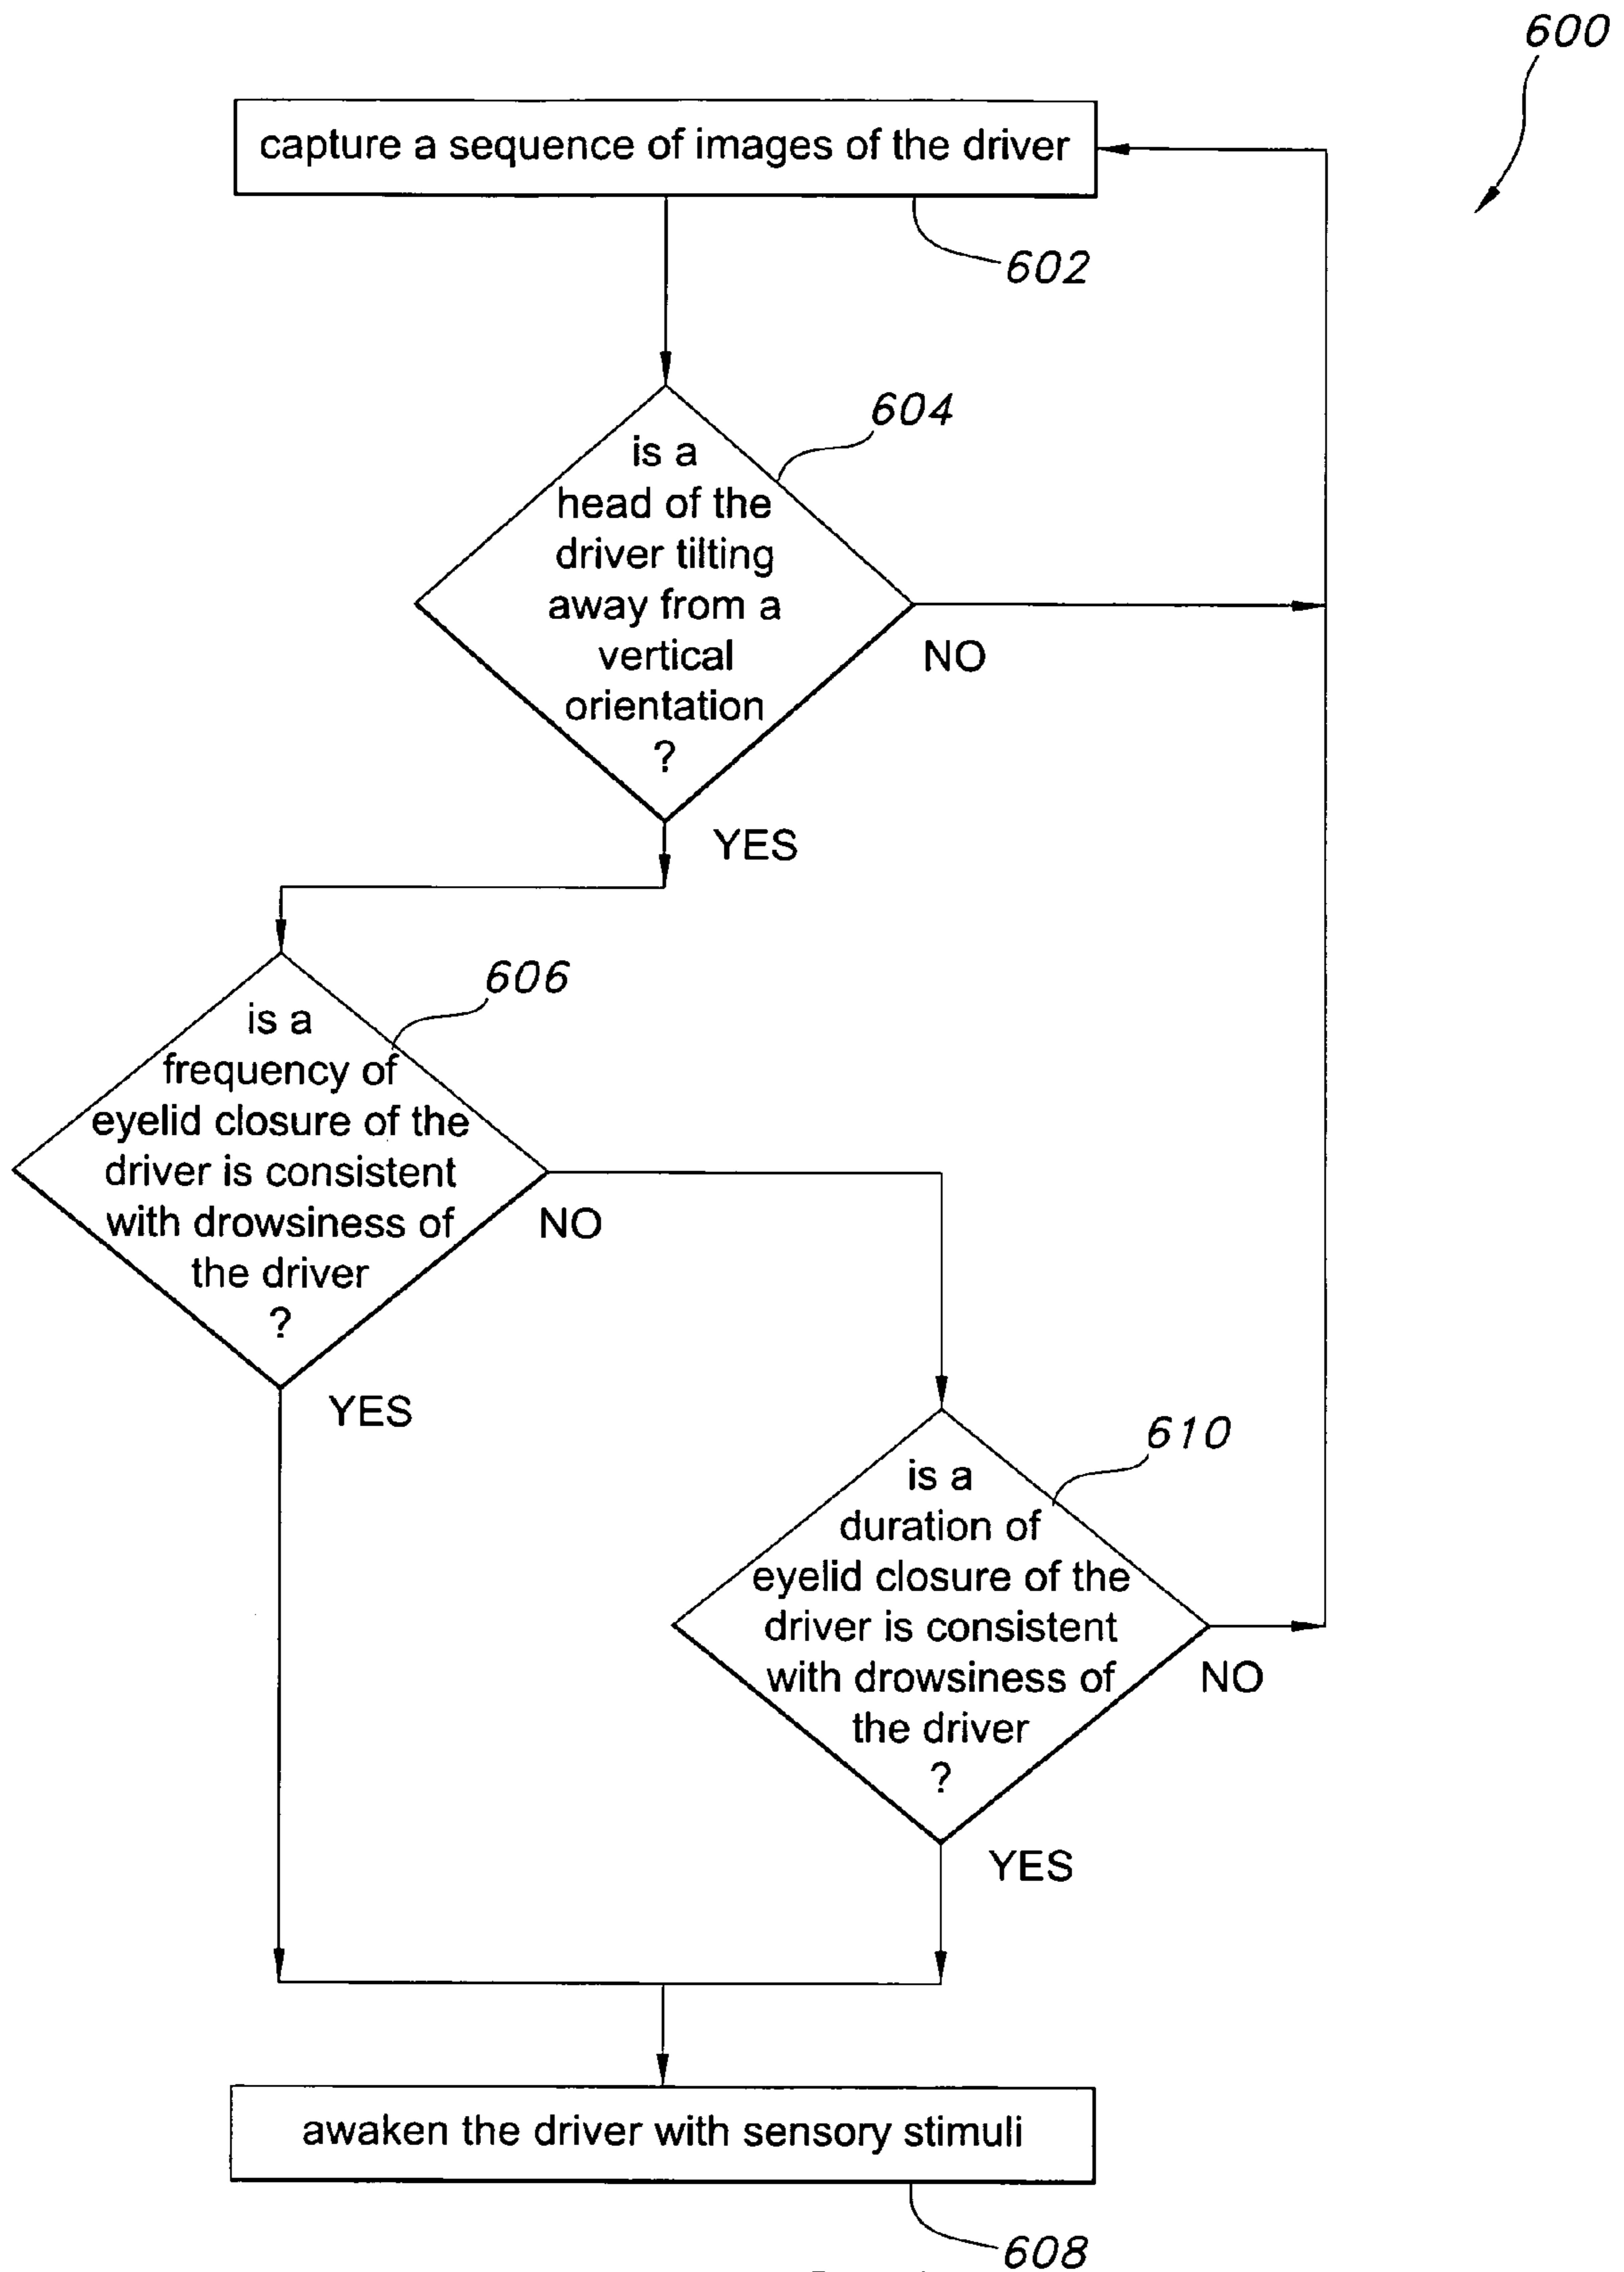 600
capture a sequence of images of the driver
602
604
is a
head of the
driver tilting
away from a
vertical
orientation
?
NO
YES
606
is a
frequency of
eyelid closure of the
driver is consistent
with drowsiness of
the driver
?
NO
YES
610
is a
duration of
eyelid closure of the
driver is consistent
with drowsiness of
the driver
?
NO
YES
awaken the driver with sensory stimuli
608